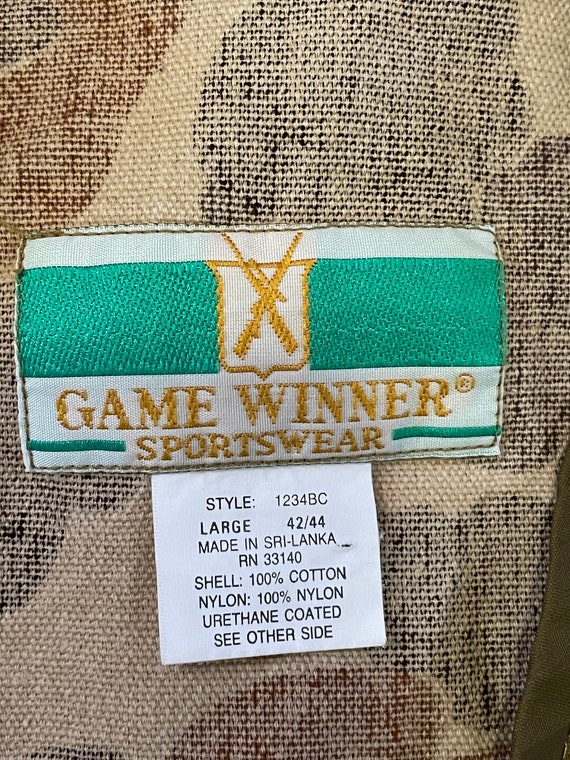 GAME WINNER®
SPORTSWEAR
STYLE: 1234BC
LARGE 42/44
MADE IN SRI-LANKA
RN 33140
SHELL: 100% COTTON
NYLON: 100% NYLON
URETHANE COATED
SEE OTHER SIDE